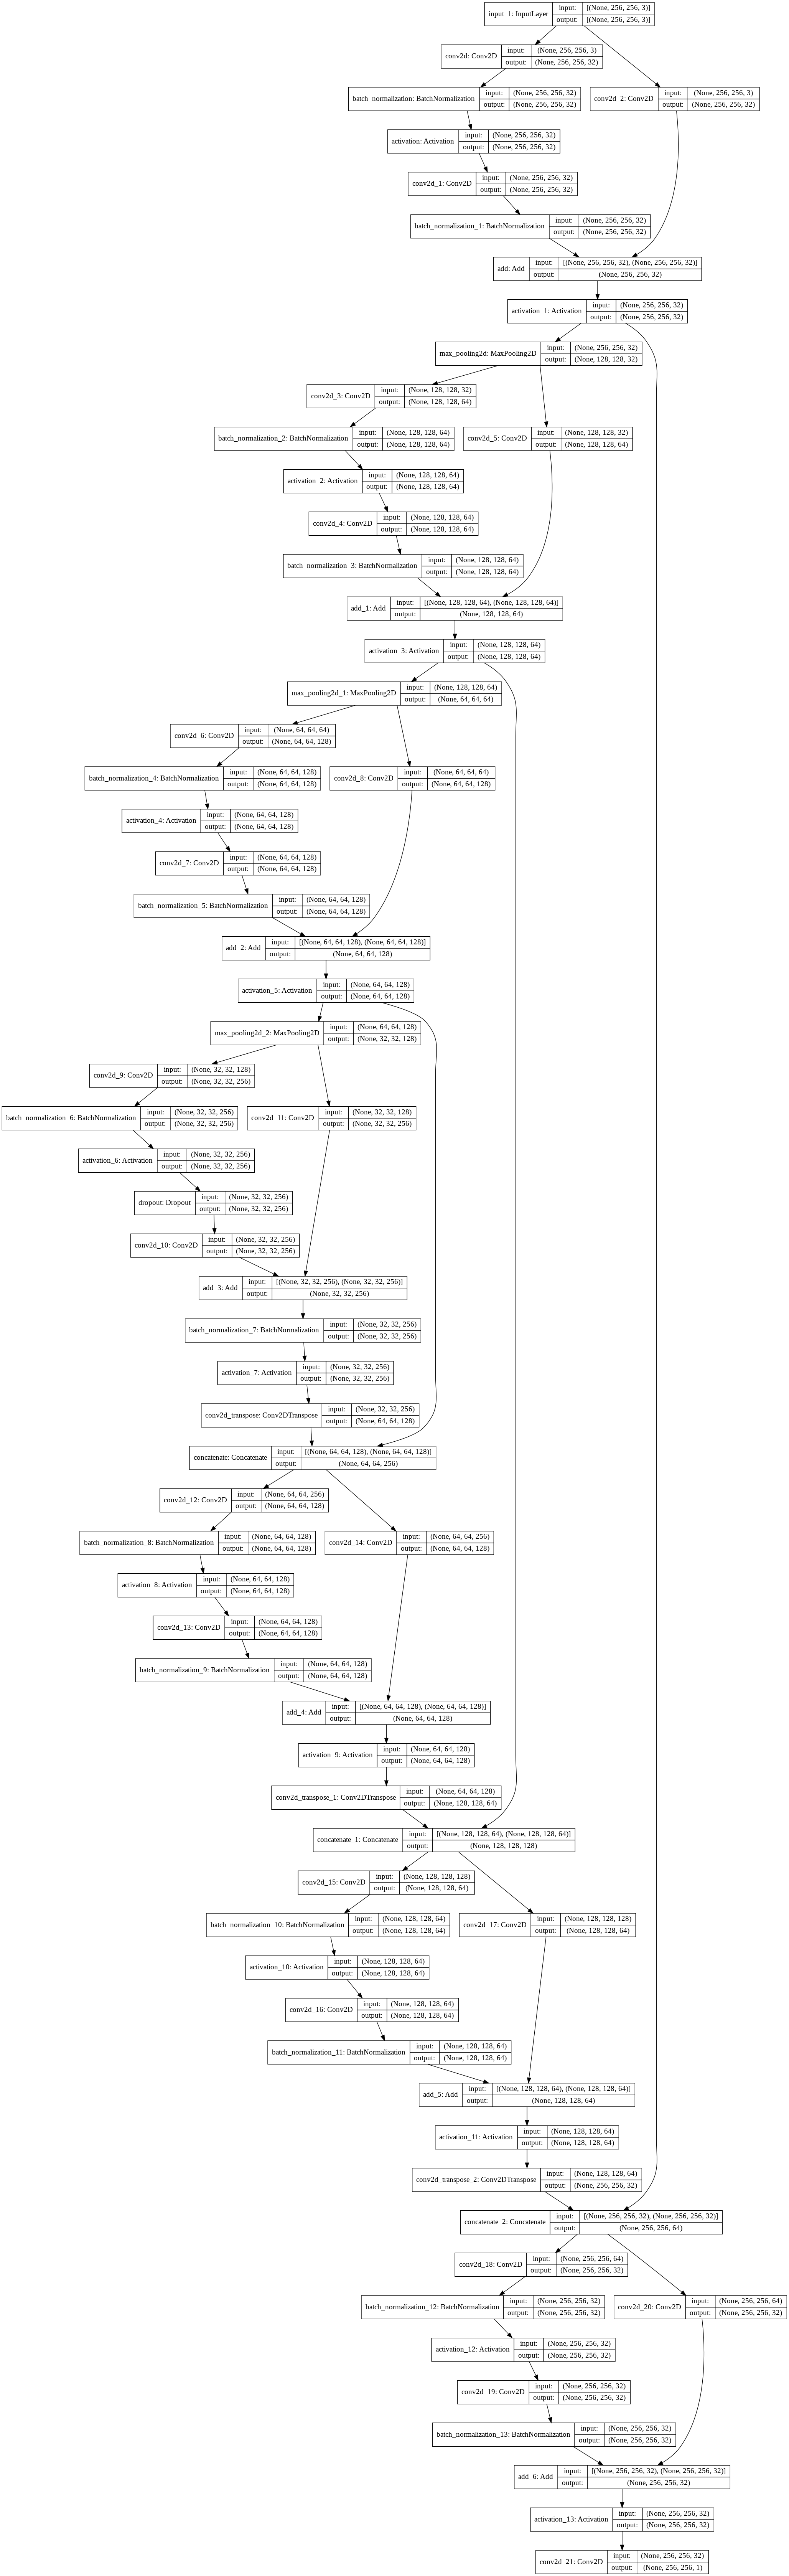 input_1: InputLayer
input: [(None, 256, 256, 3)]
output: [(None, 256, 256, 3)]
conv2d: Conv2D
input: (None, 256, 256, 3)
output: (None, 256, 256, 32)
batch_normalization: BatchNormalization
input: (None, 256, 256, 32)
output: (None, 256, 256, 32)
conv2d_2: Conv2D
input: (None, 256, 256, 3)
output: (None, 256, 256, 32)
activation: Activation
input: (None, 256, 256, 32)
output: (None, 256, 256, 32)
conv2d_1: Conv2D
input: (None, 256, 256, 32)
output: (None, 256, 256, 32)
batch_normalization_1: BatchNormalization
input: (None, 256, 256, 32)
output: (None, 256, 256, 32)
add: Add
input: [(None, 256, 256, 32), (None, 256, 256, 32)]
output: (None, 256, 256, 32)
activation_1: Activation
input: (None, 256, 256, 32)
output: (None, 256, 256, 32)
max_pooling2d: MaxPooling2D
input: (None, 256, 256, 32)
output: (None, 128, 128, 32)
conv2d_3: Conv2D
input: (None, 128, 128, 32)
output: (None, 128, 128, 64)
batch_normalization_2: BatchNormalization
input: (None, 128, 128, 64)
output: (None, 128, 128, 64)
conv2d_5: Conv2D
input: (None, 128, 128, 32)
output: (None, 128, 128, 64)
activation_2: Activation
input: (None, 128, 128, 64)
output: (None, 128, 128, 64)
conv2d_4: Conv2D
input: (None, 128, 128, 64)
output: (None, 128, 128, 64)
batch_normalization_3: BatchNormalization
input: (None, 128, 128, 64)
output: (None, 128, 128, 64)
add_1: Add
input: [(None, 128, 128, 64), (None, 128, 128, 64)]
output: (None, 128, 128, 64)
activation_3: Activation
input: (None, 128, 128, 64)
output: (None, 128, 128, 64)
max_pooling2d_1: MaxPooling2D
input: (None, 128, 128, 64)
output: (None, 64, 64, 64)
conv2d_6: Conv2D
input: (None, 64, 64, 64)
output: (None, 64, 64, 128)
batch_normalization_4: BatchNormalization
input: (None, 64, 64, 128)
output: (None, 64, 64, 128)
conv2d_8: Conv2D
input: (None, 64, 64, 64)
output: (None, 64, 64, 128)
activation_4: Activation
input: (None, 64, 64, 128)
output: (None, 64, 64, 128)
conv2d_7: Conv2D
input: (None, 64, 64, 128)
output: (None, 64, 64, 128)
batch_normalization_5: BatchNormalization
input: (None, 64, 64, 128)
output: (None, 64, 64, 128)
add_2: Add
input: [(None, 64, 64, 128), (None, 64, 64, 128)]
output: (None, 64, 64, 128)
activation_5: Activation
input: (None, 64, 64, 128)
output: (None, 64, 64, 128)
max_pooling2d_2: MaxPooling2D
input: (None, 64, 64, 128)
output: (None, 32, 32, 128)
conv2d_9: Conv2D
input: (None, 32, 32, 128)
output: (None, 32, 32, 256)
batch_normalization_6: BatchNormalization
input: (None, 32, 32, 256)
output: (None, 32, 32, 256)
conv2d_11: Conv2D
input: (None, 32, 32, 128)
output: (None, 32, 32, 256)
activation_6: Activation
input: (None, 32, 32, 256)
output: (None, 32, 32, 256)
dropout: Dropout
input: (None, 32, 32, 256)
output: (None, 32, 32, 256)
conv2d_10: Conv2D
input: (None, 32, 32, 256)
output: (None, 32, 32, 256)
add_3: Add
input: [(None, 32, 32, 256), (None, 32, 32, 256)]
output: (None, 32, 32, 256)
batch_normalization_7: BatchNormalization
input: (None, 32, 32, 256)
output: (None, 32, 32, 256)
activation_7: Activation
input: (None, 32, 32, 256)
output: (None, 32, 32, 256)
conv2d_transpose: Conv2DTranspose
input: (None, 32, 32, 256)
output: (None, 64, 64, 128)
concatenate: Concatenate
input: [(None, 64, 64, 128), (None, 64, 64, 128)]
output: (None, 64, 64, 256)
conv2d_12: Conv2D
input: (None, 64, 64, 256)
output: (None, 64, 64, 128)
batch_normalization_8: BatchNormalization
input: (None, 64, 64, 128)
output: (None, 64, 64, 128)
conv2d_14: Conv2D
input: (None, 64, 64, 256)
output: (None, 64, 64, 128)
activation_8: Activation
input: (None, 64, 64, 128)
output: (None, 64, 64, 128)
conv2d_13: Conv2D
input: (None, 64, 64, 128)
output: (None, 64, 64, 128)
batch_normalization_9: BatchNormalization
input: (None, 64, 64, 128)
output: (None, 64, 64, 128)
add_4: Add
input: [(None, 64, 64, 128), (None, 64, 64, 128)]
output: (None, 64, 64, 128)
activation_9: Activation
input: (None, 64, 64, 128)
output: (None, 64, 64, 128)
conv2d_transpose_1: Conv2DTranspose
input: (None, 64, 64, 128)
output: (None, 128, 128, 64)
concatenate_1: Concatenate
input: [(None, 128, 128, 64), (None, 128, 128, 64)]
output: (None, 128, 128, 128)
conv2d_15: Conv2D
input: (None, 128, 128, 128)
output: (None, 128, 128, 64)
batch_normalization_10: BatchNormalization
input: (None, 128, 128, 64)
output: (None, 128, 128, 64)
conv2d_17: Conv2D
input: (None, 128, 128, 128)
output: (None, 128, 128, 64)
activation_10: Activation
input: (None, 128, 128, 64)
output: (None, 128, 128, 64)
conv2d_16: Conv2D
input: (None, 128, 128, 64)
output: (None, 128, 128, 64)
batch_normalization_11: BatchNormalization
input: (None, 128, 128, 64)
output: (None, 128, 128, 64)
add_5: Add
input: [(None, 128, 128, 64), (None, 128, 128, 64)]
output: (None, 128, 128, 64)
activation_11: Activation
input: (None, 128, 128, 64)
output: (None, 128, 128, 64)
conv2d_transpose_2: Conv2DTranspose
input: (None, 128, 128, 64)
output: (None, 256, 256, 32)
concatenate_2: Concatenate
input: [(None, 256, 256, 32), (None, 256, 256, 32)]
output: (None, 256, 256, 64)
conv2d_18: Conv2D
input: (None, 256, 256, 64)
output: (None, 256, 256, 32)
batch_normalization_12: BatchNormalization
input: (None, 256, 256, 32)
output: (None, 256, 256, 32)
conv2d_20: Conv2D
input: (None, 256, 256, 64)
output: (None, 256, 256, 32)
activation_12: Activation
input: (None, 256, 256, 32)
output: (None, 256, 256, 32)
conv2d_19: Conv2D
input: (None, 256, 256, 32)
output: (None, 256, 256, 32)
batch_normalization_13: BatchNormalization
input: (None, 256, 256, 32)
output: (None, 256, 256, 32)
add_6: Add
input: [(None, 256, 256, 32), (None, 256, 256, 32)]
output: (None, 256, 256, 32)
activation_13: Activation
input: (None, 256, 256, 32)
output: (None, 256, 256, 32)
conv2d_21: Conv2D
input: (None, 256, 256, 32)
output: (None, 256, 256, 1)